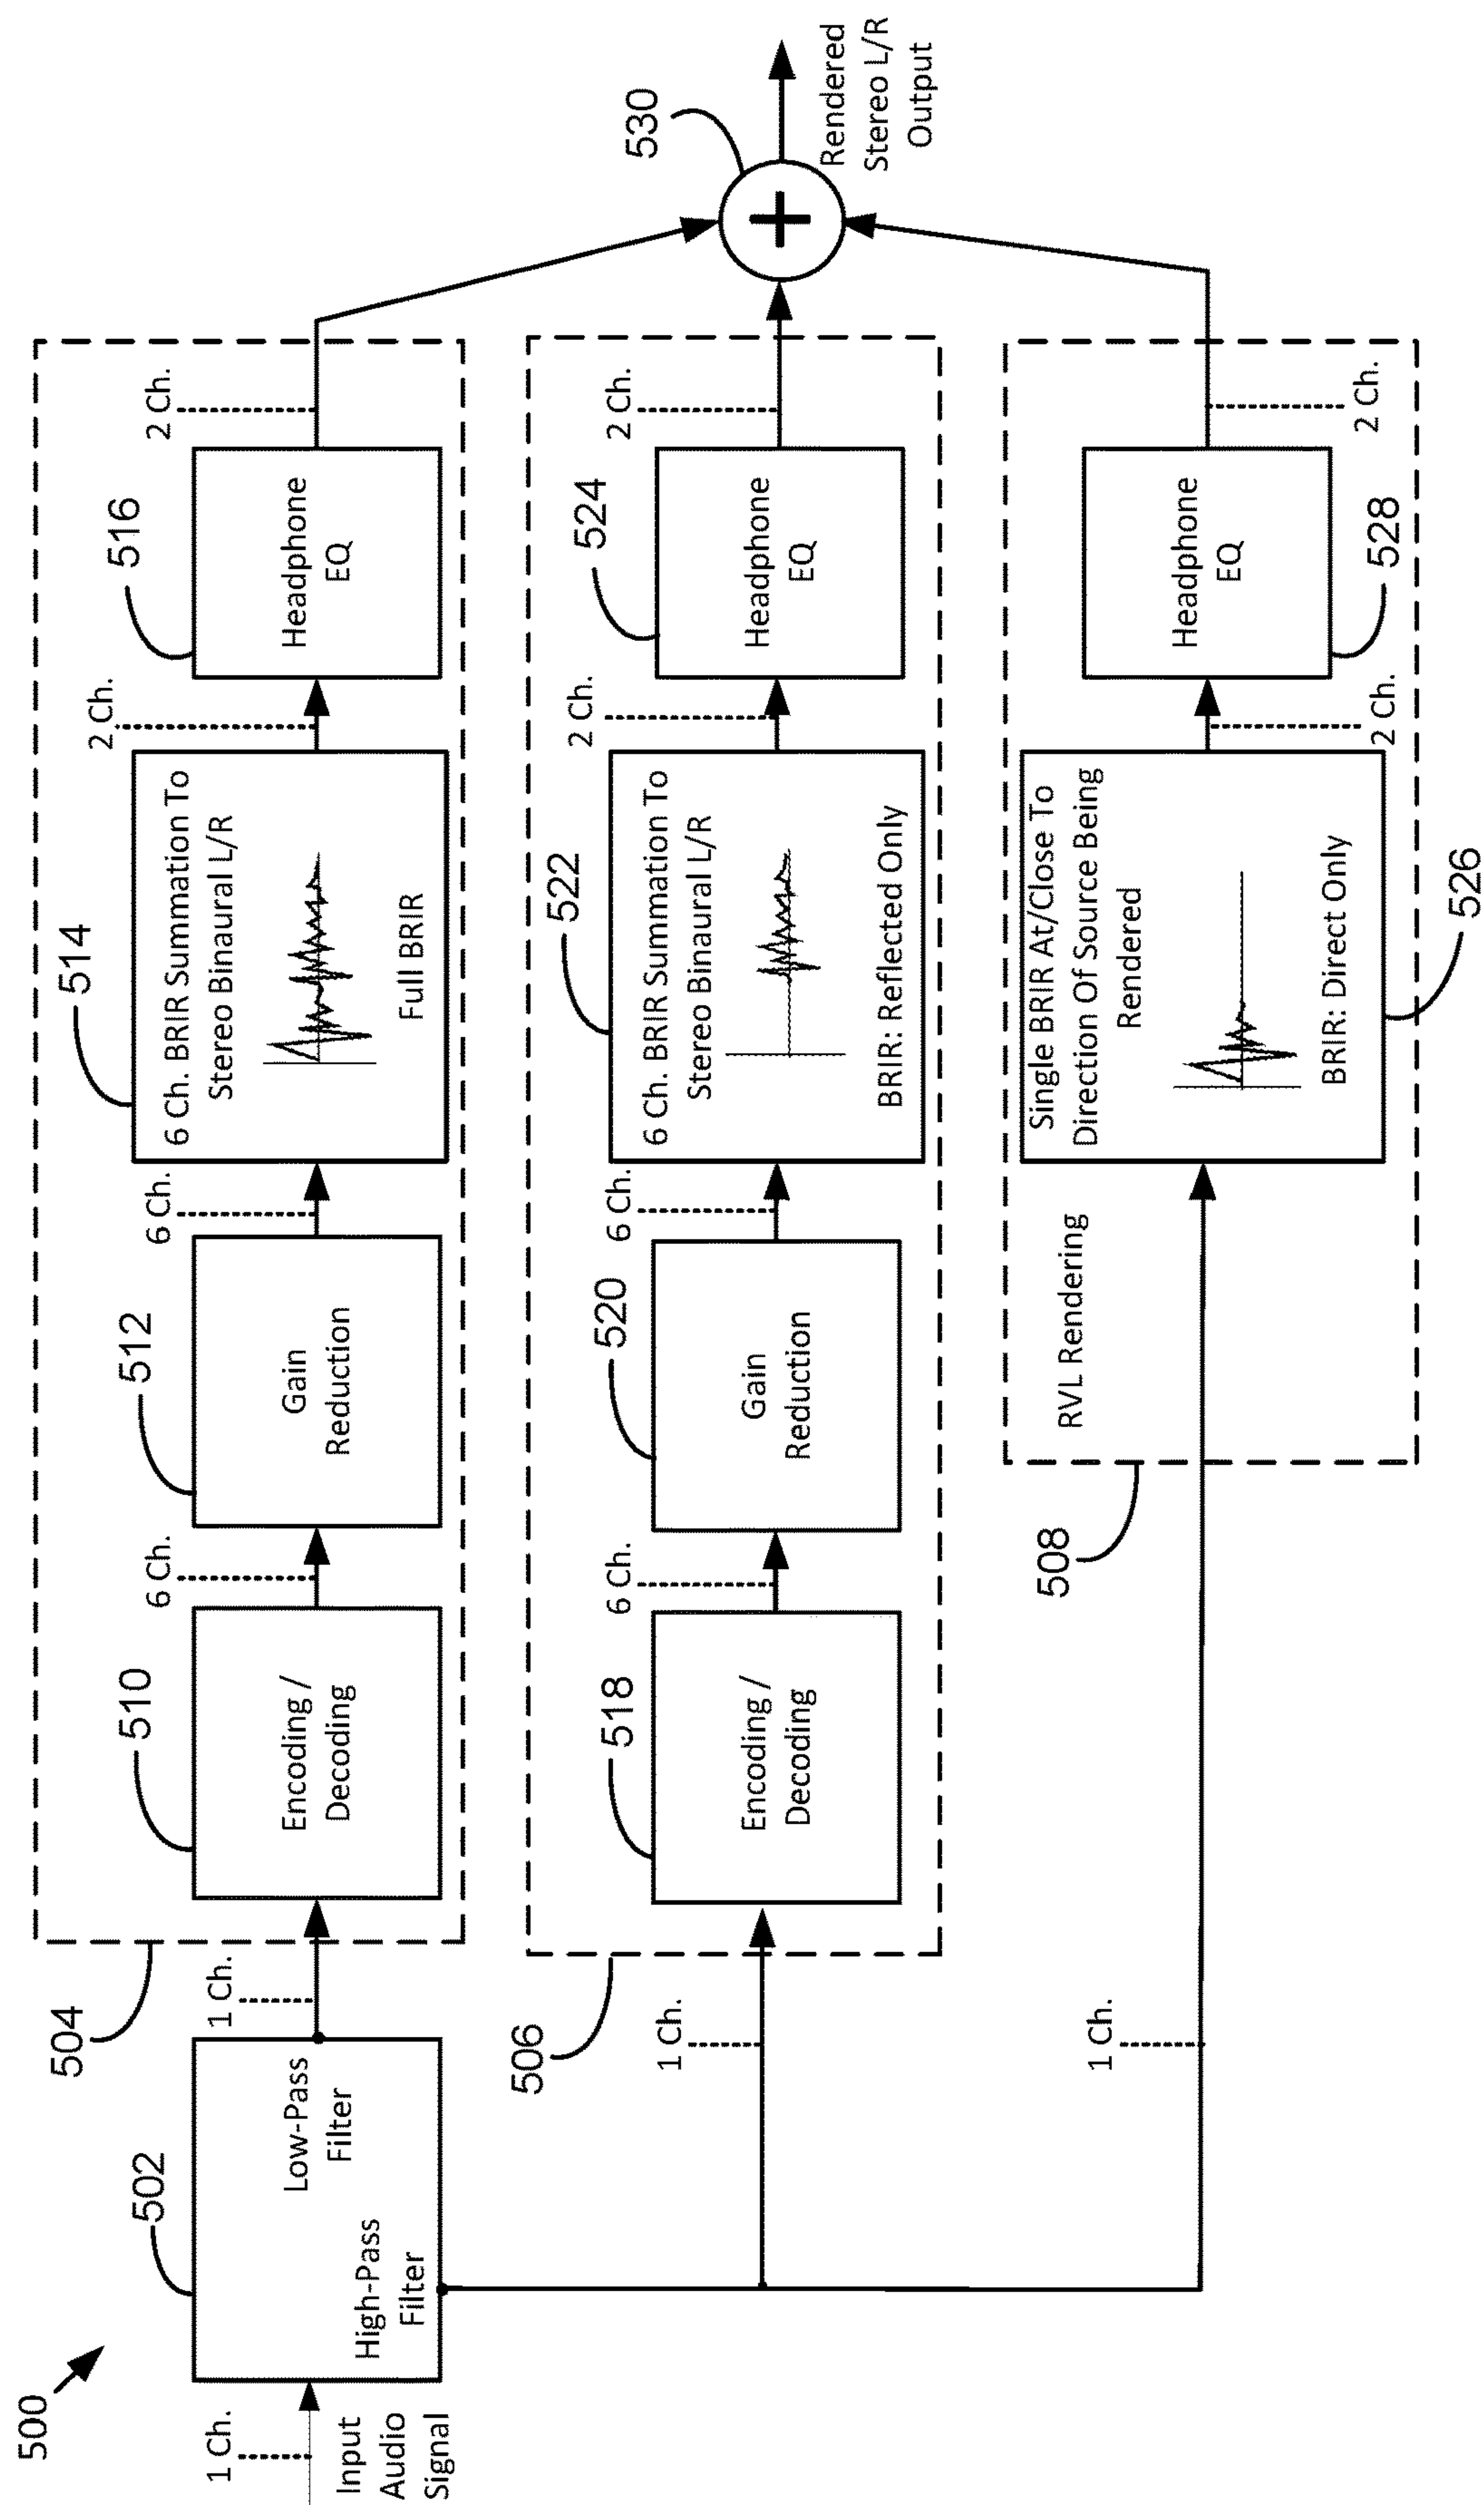 500
1 Ch.
Input
Audio
Signal
502
Low-Pass
Filter
High-Pass
Filter
504
1 Ch.
510
Encoding /
Decoding
6 Ch.
512
Gain
Reduction
6 Ch.
514
6 Ch. BRIR Summation To
Stereo Binaural L/R
Full BRIR
2 Ch.
516
Headphone
EQ
2 Ch.
506
1 Ch.
518
Encoding /
Decoding
6 Ch.
520
Gain
Reduction
6 Ch.
522
6 Ch. BRIR Summation To
Stereo Binaural L/R
BRIR: Reflected Only
2 Ch.
524
Headphone
EQ
2 Ch.
1 Ch.
508
RVL Rendering
Single BRIR At/Close To
Direction Of Source Being
Rendered
BRIR: Direct Only
526
2 Ch.
Headphone
EQ
528
2 Ch.
530
+
Rendered
Stereo L/R
Output